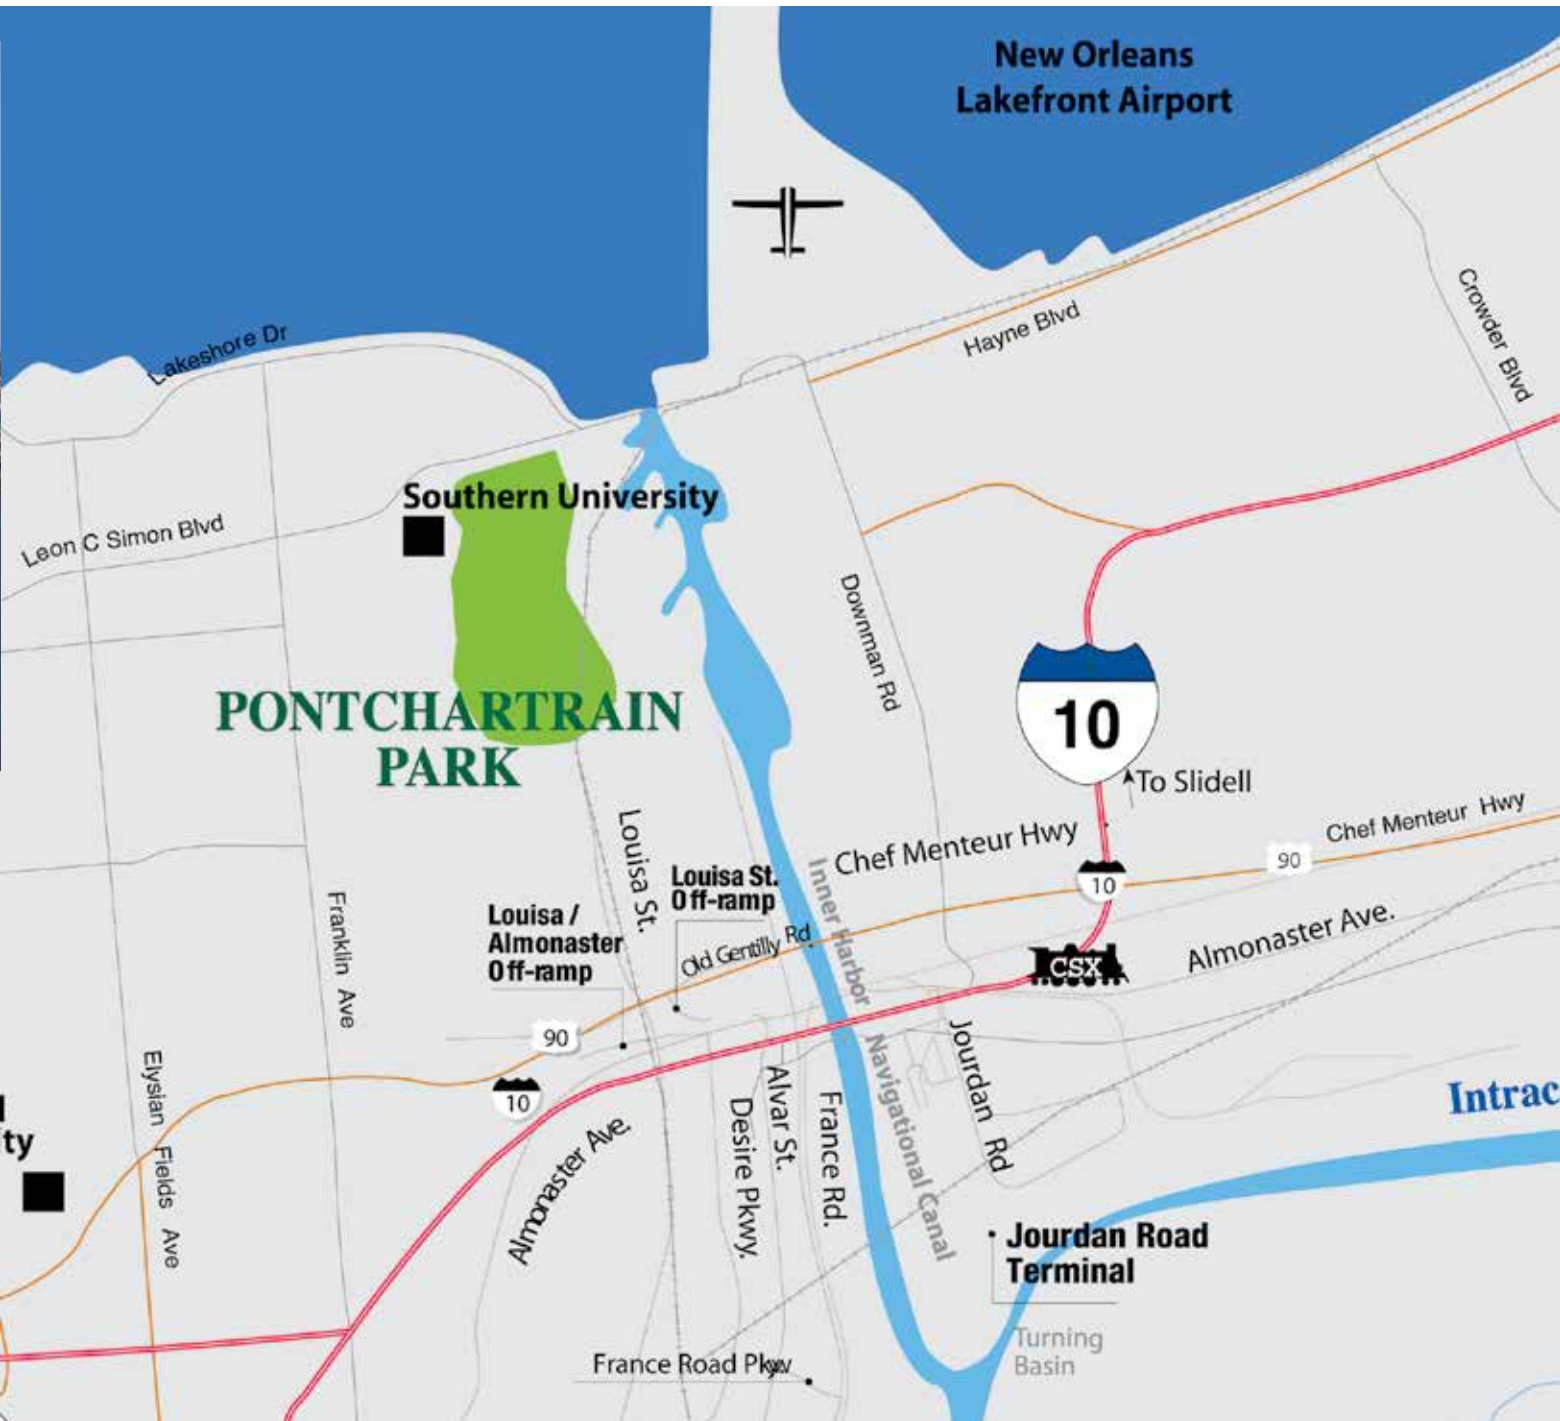 New Orleans
Lakefront Airport
Lakeshore Dr
Hayne Blvd
Crowder Blvd
Southern University
Leon C Simon Blvd
Downman Rd
10
PONTCHARTRAIN
PARK
To Slidell
Chef Menteur Hwy
Chef Menteur Hwy
90
10
Louisa St.
Louisa St.
Off-ramp
Inner Harbor
Navigational Canal
Franklin Ave
Louisa /
Almonaster
Off-ramp
Old Gentilly Rd
Almonaster Ave.
CSX
90
10
Elysian Fields Ave
Jourdan Rd
Alvar St.
Desire Pkwy.
France Rd.
Almonaster Ave.
Intrac
ity
Jourdan Road
Terminal
Turning
Basin
France Road Pkw